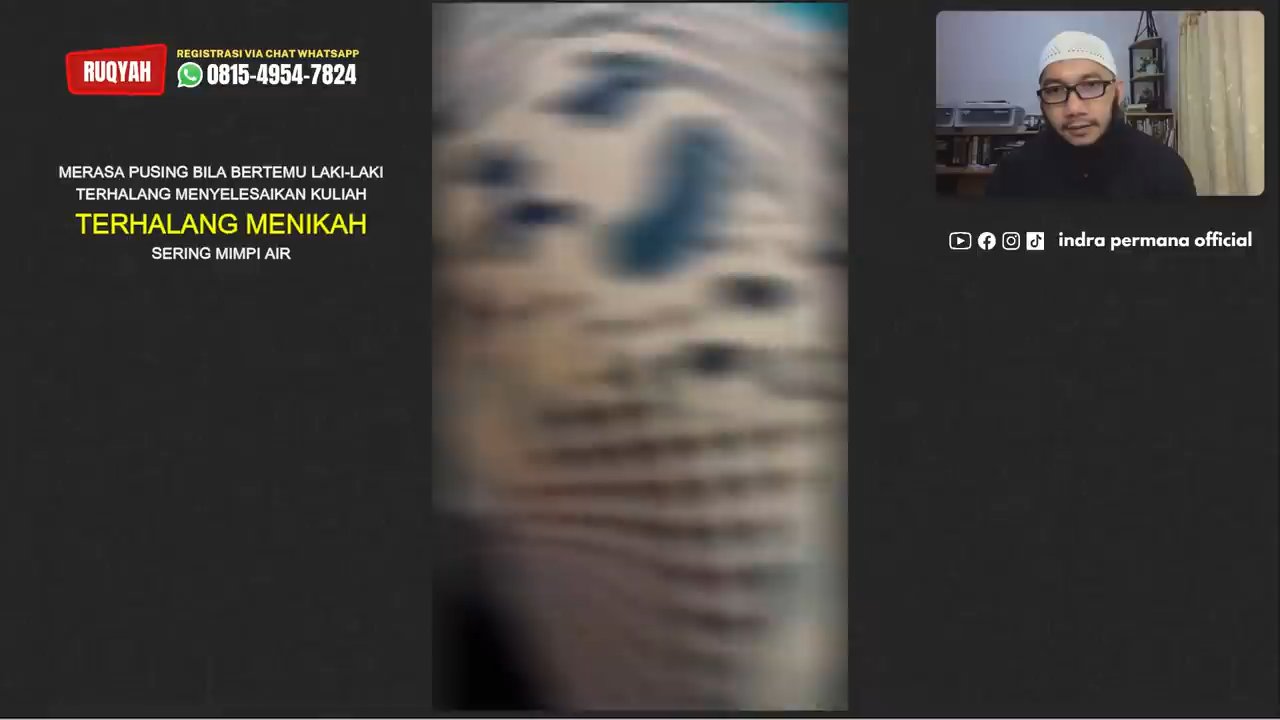 RUQYAH
REGISTRASI VIA CHAT WHATSAPP
0815-4954-7824
MERASA PUSING BILA BERTEMU LAKI-LAKI
TERHALANG MENYELESAIKAN KULIAH
TERHALANG MENIKAH
SERING MIMPI AIR
indra permana official